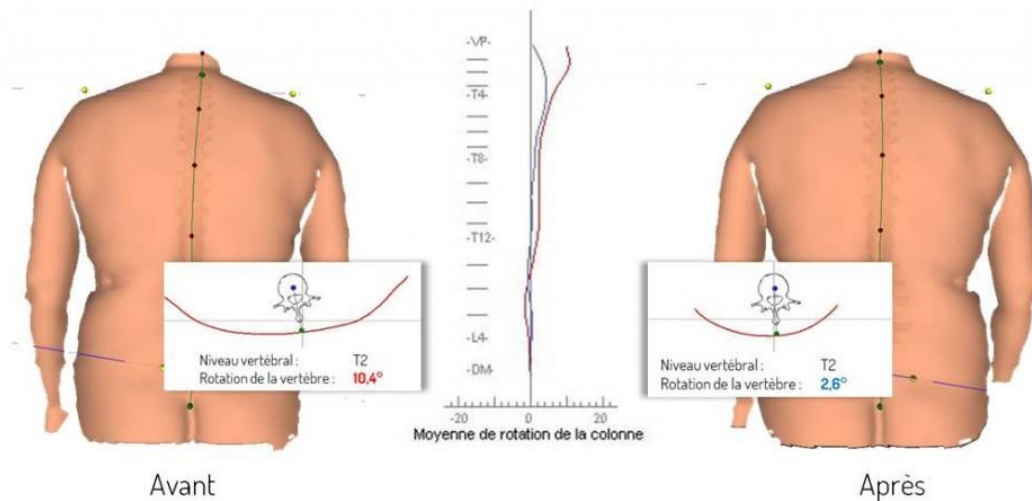 -VP-
-T4-
-T8-
-T12-
-L4-
-DM-
-20 0 20
Moyenne de rotation de la colonne
Niveau vertébral : T2
Rotation de la vertèbre : 10,4°
Niveau vertébral : T2
Rotation de la vertèbre : 2,6°
Avant
Après